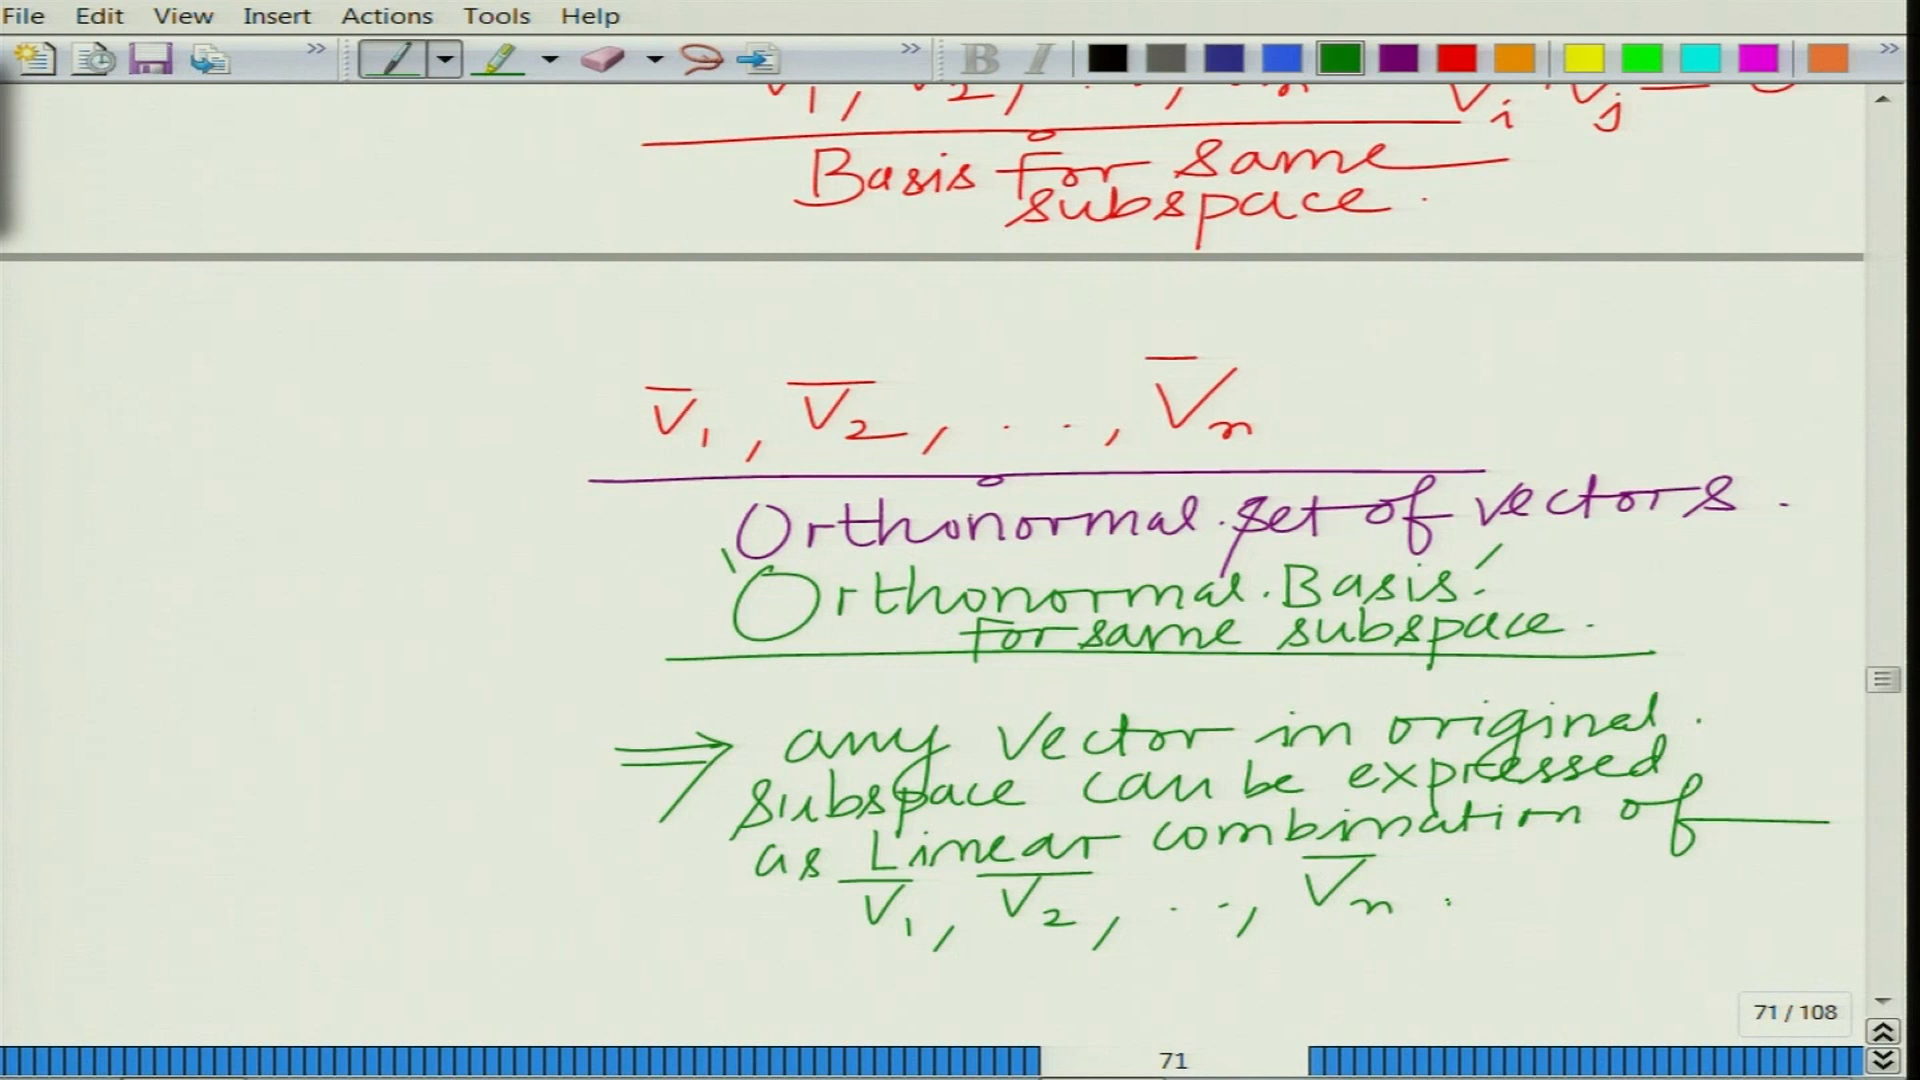 File Edit View Insert Actions Tools Help
B I
Basis for same
subspace.
V̅1, V̅2, . . . , V̅n
Orthonormal set of vectors.
'Orthonormal Basis'
for same subspace.
⇒ any vector in original
subspace can be expressed
as Linear combination of
V̅1, V̅2, . . . , V̅n .
71 / 108
71